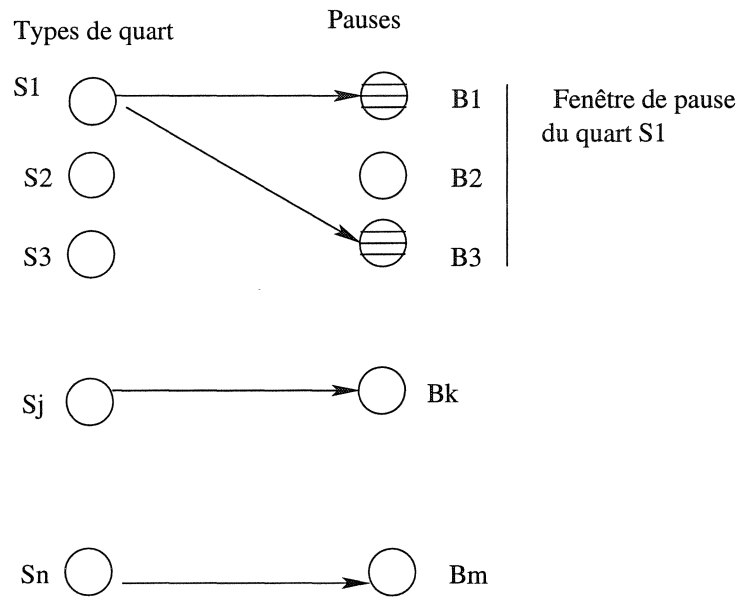 Types de quart
Pauses
S1
B1
Fenêtre de pause
du quart S1
S2
B2
S3
B3
Sj
Bk
Sn
Bm